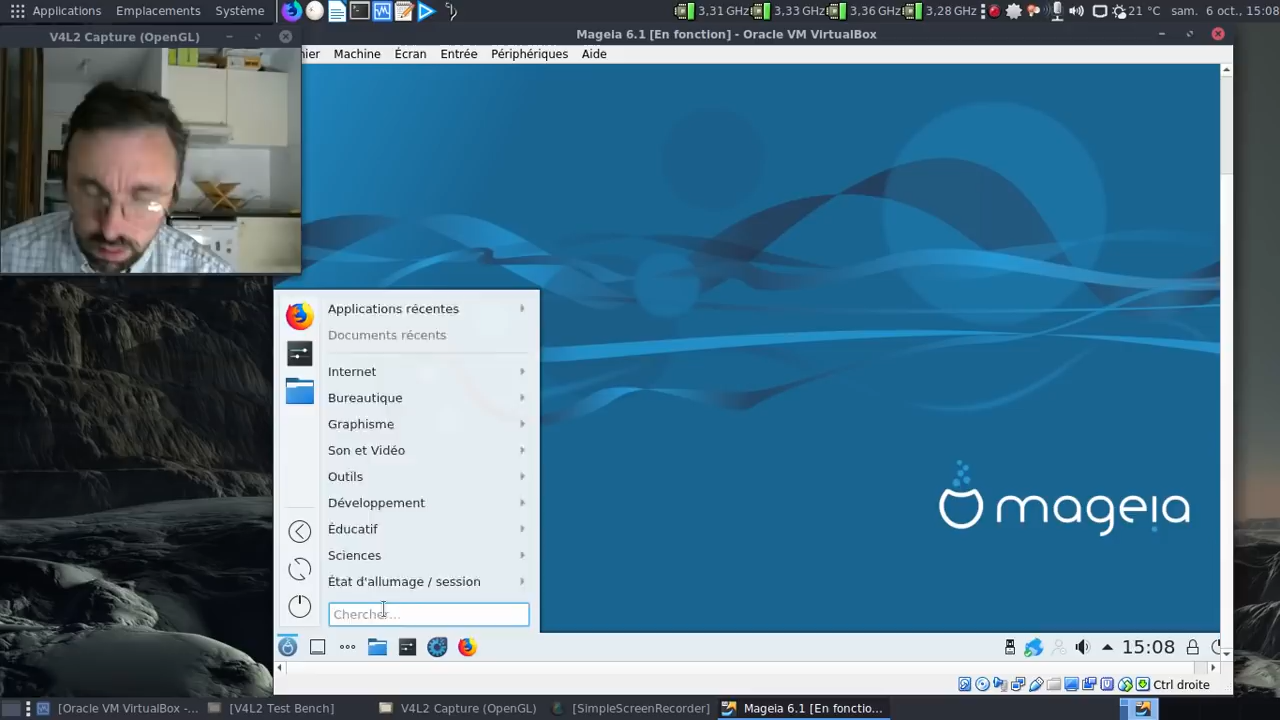 Applications Emplacements Système
3,31 GHz 3,33 GHz 3,36 GHz 3,28 GHz 21 °C sam. 6 oct., 15:08
V4L2 Capture (OpenGL)
Mageia 6.1 [En fonction] - Oracle VM VirtualBox
hier Machine Écran Entrée Périphériques Aide
Applications récentes
Documents récents
Internet
Bureautique
Graphisme
Son et Vidéo
Outils
Développement
Éducatif
Sciences
État d'allumage / session
Chercher...
mageia
15:08
Ctrl droite
[Oracle VM VirtualBox -... [V4L2 Test Bench] V4L2 Capture (OpenGL) [SimpleScreenRecorder] Mageia 6.1 [En fonctio...